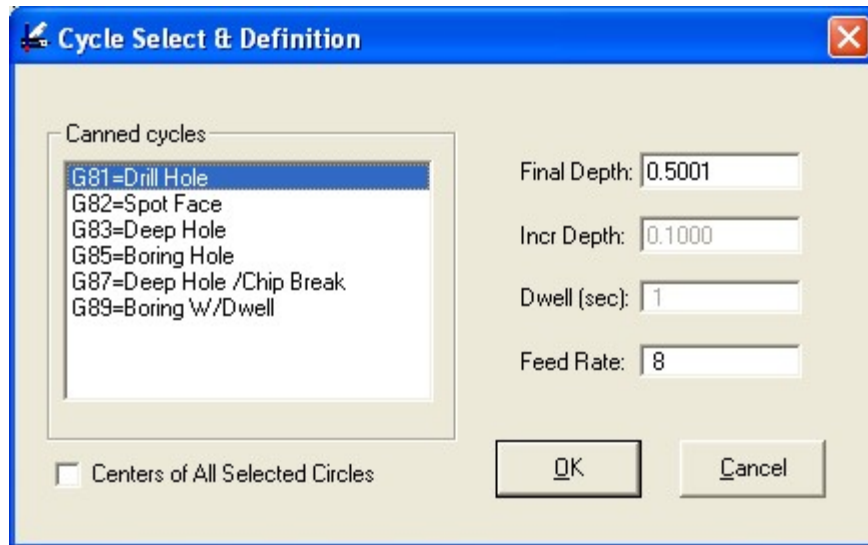 Cycle Select & Definition
Canned cycles
G81=Drill Hole
G82=Spot Face
G83=Deep Hole
G85=Boring Hole
G87=Deep Hole /Chip Break
G89=Boring W/Dwell
Centers of All Selected Circles
Final Depth: 0.5001
Incr Depth: 0.1000
Dwell (sec): 1
Feed Rate: 8
OK
Cancel